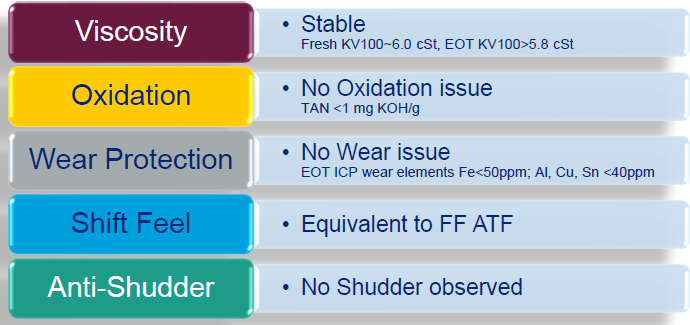 Viscosity
• Stable
Fresh KV100~6.0 cSt, EOT KV100>5.8 cSt
Oxidation
• No Oxidation issue
TAN <1 mg KOH/g
Wear Protection
• No Wear issue
EOT ICP wear elements Fe<50ppm; Al, Cu, Sn <40ppm
Shift Feel
• Equivalent to FF ATF
Anti-Shudder
• No Shudder observed